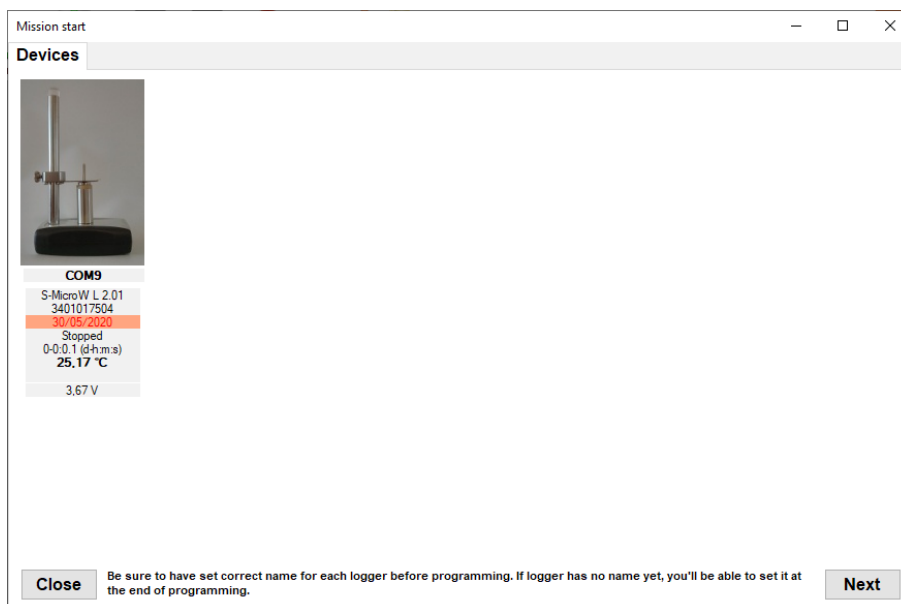 Mission start
Devices
COM9
S-MicroW L 2.01
3401017504
30/05/2020
Stopped
0-0:0.1 (d-h:m:s)
25,17 °C
3,67 V
Close
Be sure to have set correct name for each logger before programming. If logger has no name yet, you'll be able to set it at
the end of programming.
Next